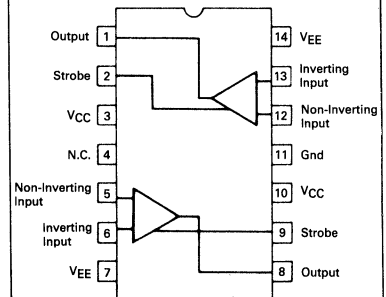 Output 1
14 VEE
Strobe 2
13 Inverting
Input
VCC 3
12 Non-Inverting
Input
N.C. 4
11 Gnd
Non-Inverting
Input 5
10 VCC
Inverting
Input 6
9 Strobe
VEE 7
8 Output